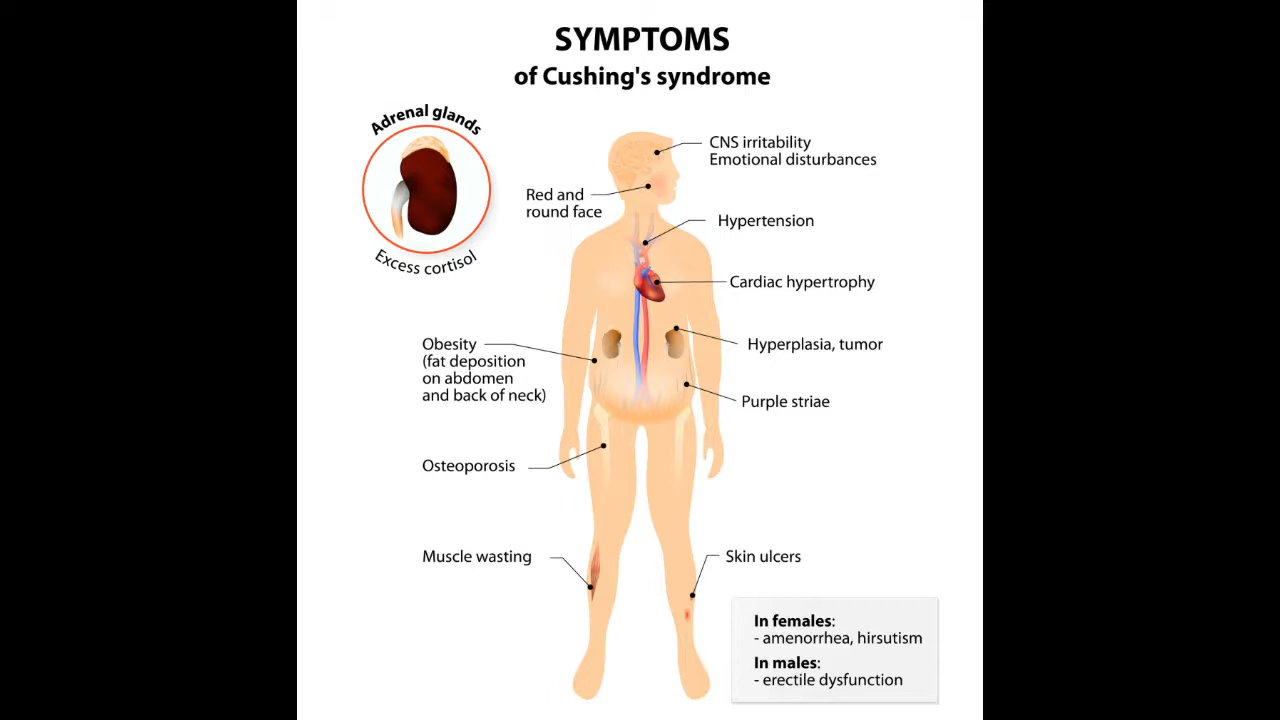 SYMPTOMS
of Cushing's syndrome
Adrenal glands
Excess cortisol
CNS irritability
Emotional disturbances
Red and
round face
Hypertension
Cardiac hypertrophy
Obesity
(fat deposition
on abdomen
and back of neck)
Hyperplasia, tumor
Purple striae
Osteoporosis
Muscle wasting
Skin ulcers
In females:
- amenorrhea, hirsutism
In males:
- erectile dysfunction